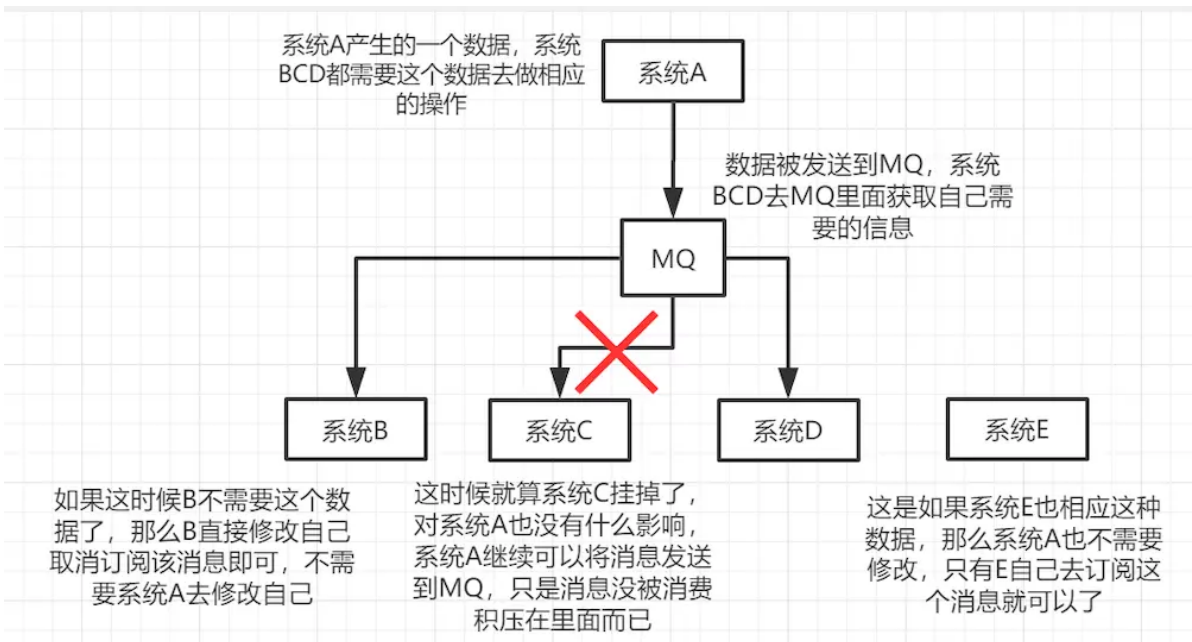 系统A产生的一个数据，系统
BCD都需要这个数据去做相应
的操作
系统A
数据被发送到MQ，系统
BCD去MQ里面获取自己需
要的信息
MQ
系统B
系统C
系统D
系统E
如果这时候B不需要这个数
据了，那么B直接修改自己
取消订阅该消息即可，不需
要系统A去修改自己
这时候就算系统C挂掉了，
对系统A也没有什么影响，
系统A继续可以将消息发送
到MQ，只是消息没被消费
积压在里面而已
这是如果系统E也相应这种
数据，那么系统A也不需要
修改，只有E自己去订阅这
个消息就可以了